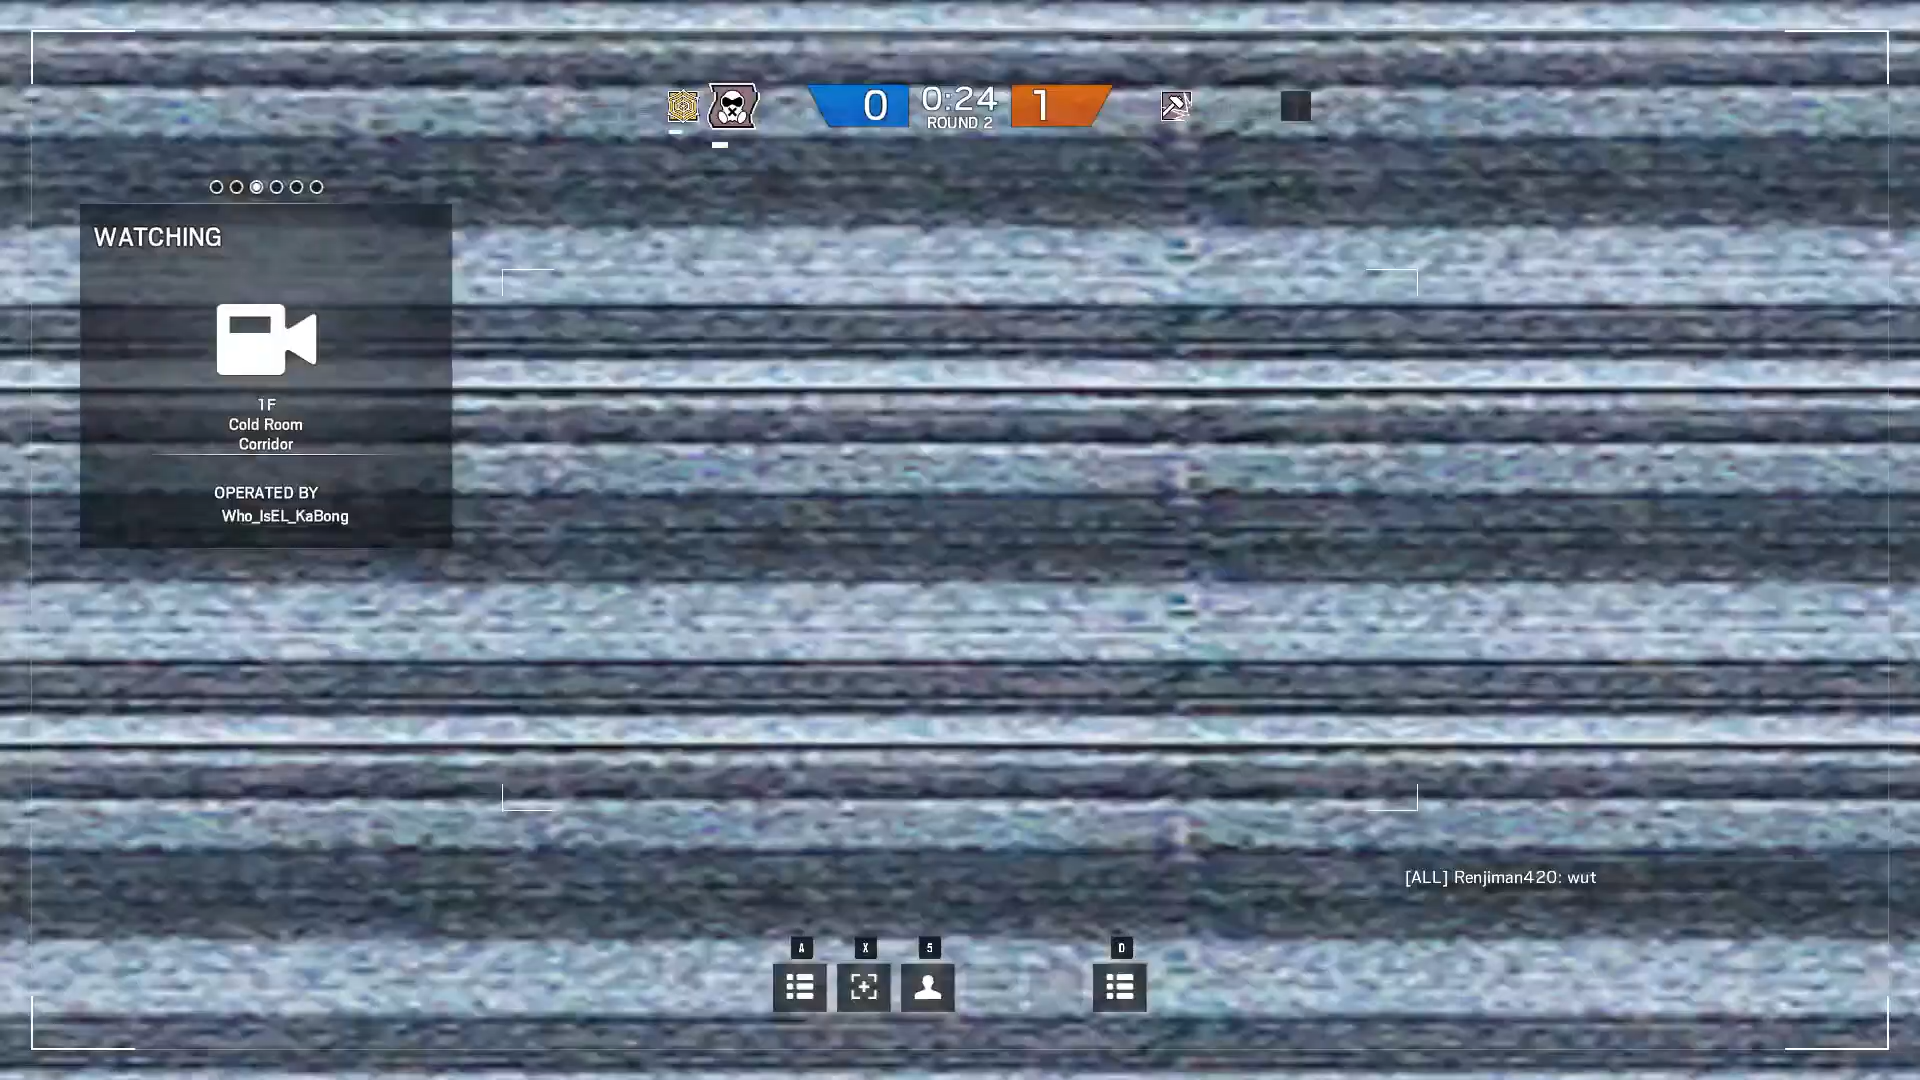 0
0:24
ROUND 2
1
WATCHING
1F
Cold Room
Corridor
OPERATED BY
Who_IsEL_KaBong
[ALL] Renjiman420: wut
A
X
5
D